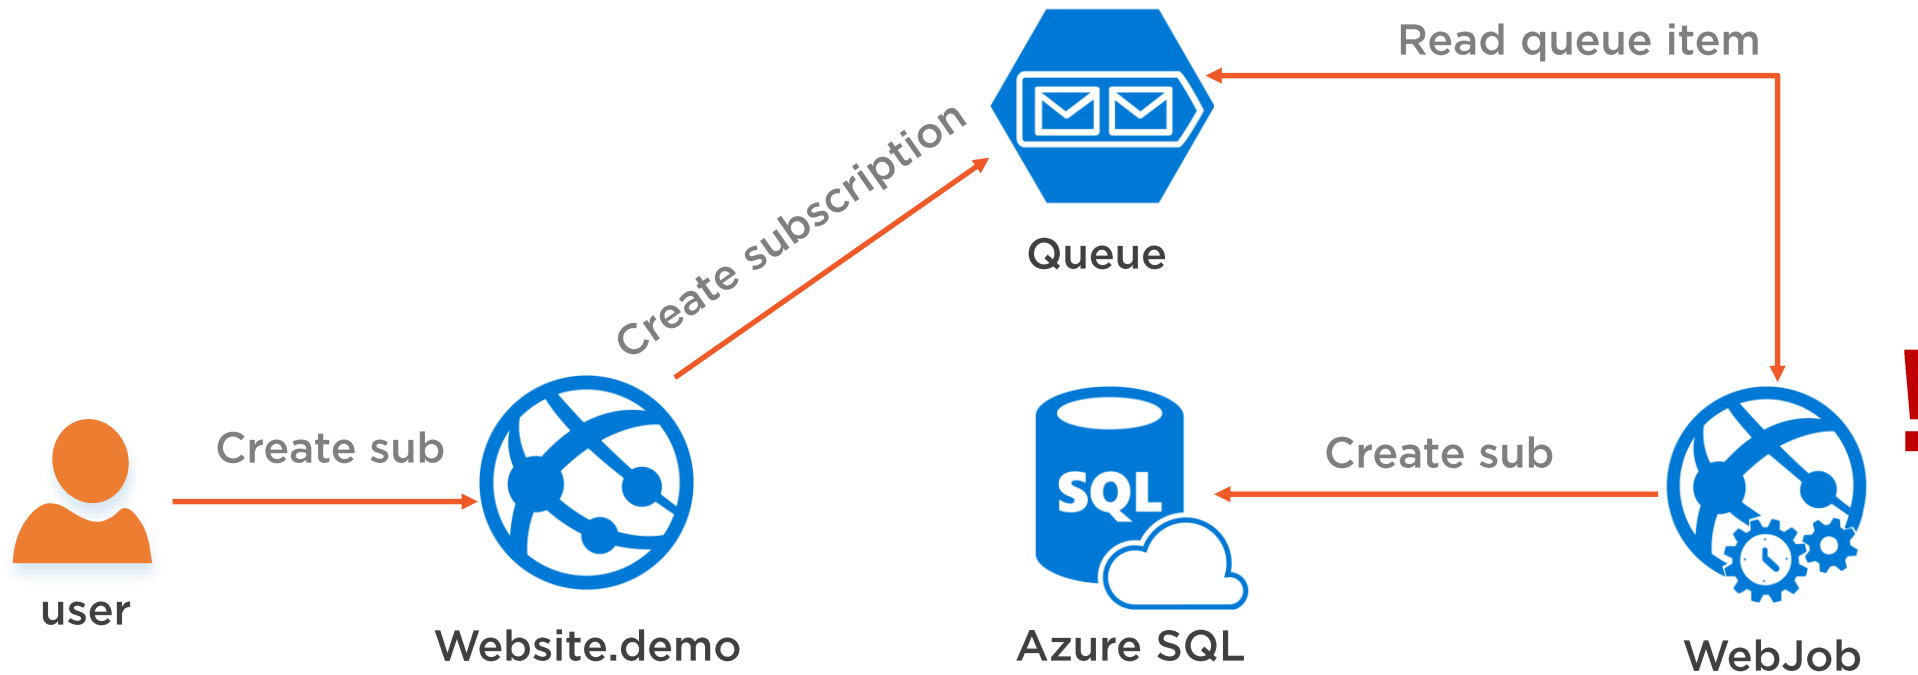 Read queue item
Create subscription
Queue
Create sub
SQL
Create sub
!
user
Website.demo
Azure SQL
WebJob